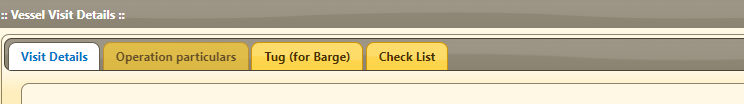 :: Vessel Visit Details ::
Visit Details Operation particulars Tug (for Barge) Check List